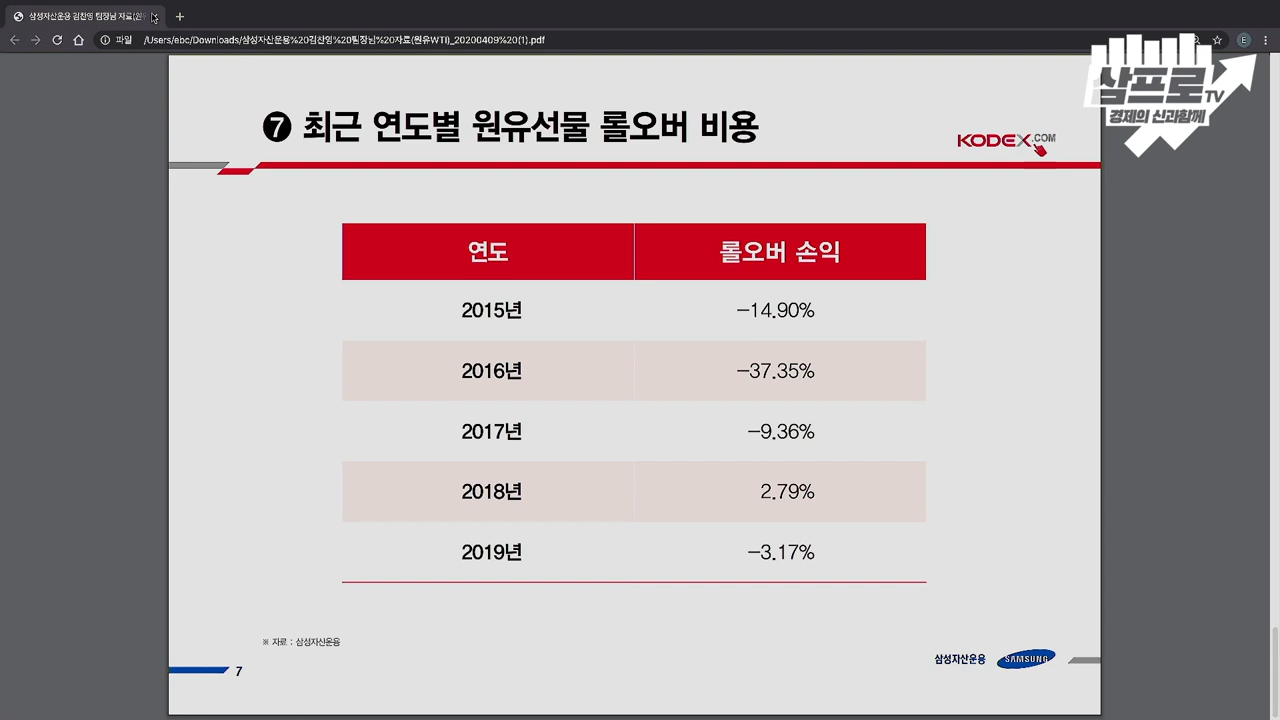 삼성자산운용 김찬영 팀장님 자료(원유
파일 /Users/ebc/Downloads/삼성자산운용%20김찬영%20팀장님%20자료(원유WTI)_20200409%20(1).pdf
E
삼프로TV
경제의 신과함께
❼ 최근 연도별 원유선물 롤오버 비용
KODEX.COM
연도 롤오버 손익
2015년 -14.90%
2016년 -37.35%
2017년 -9.36%
2018년 2.79%
2019년 -3.17%
※ 자료 : 삼성자산운용
삼성자산운용 SAMSUNG
7